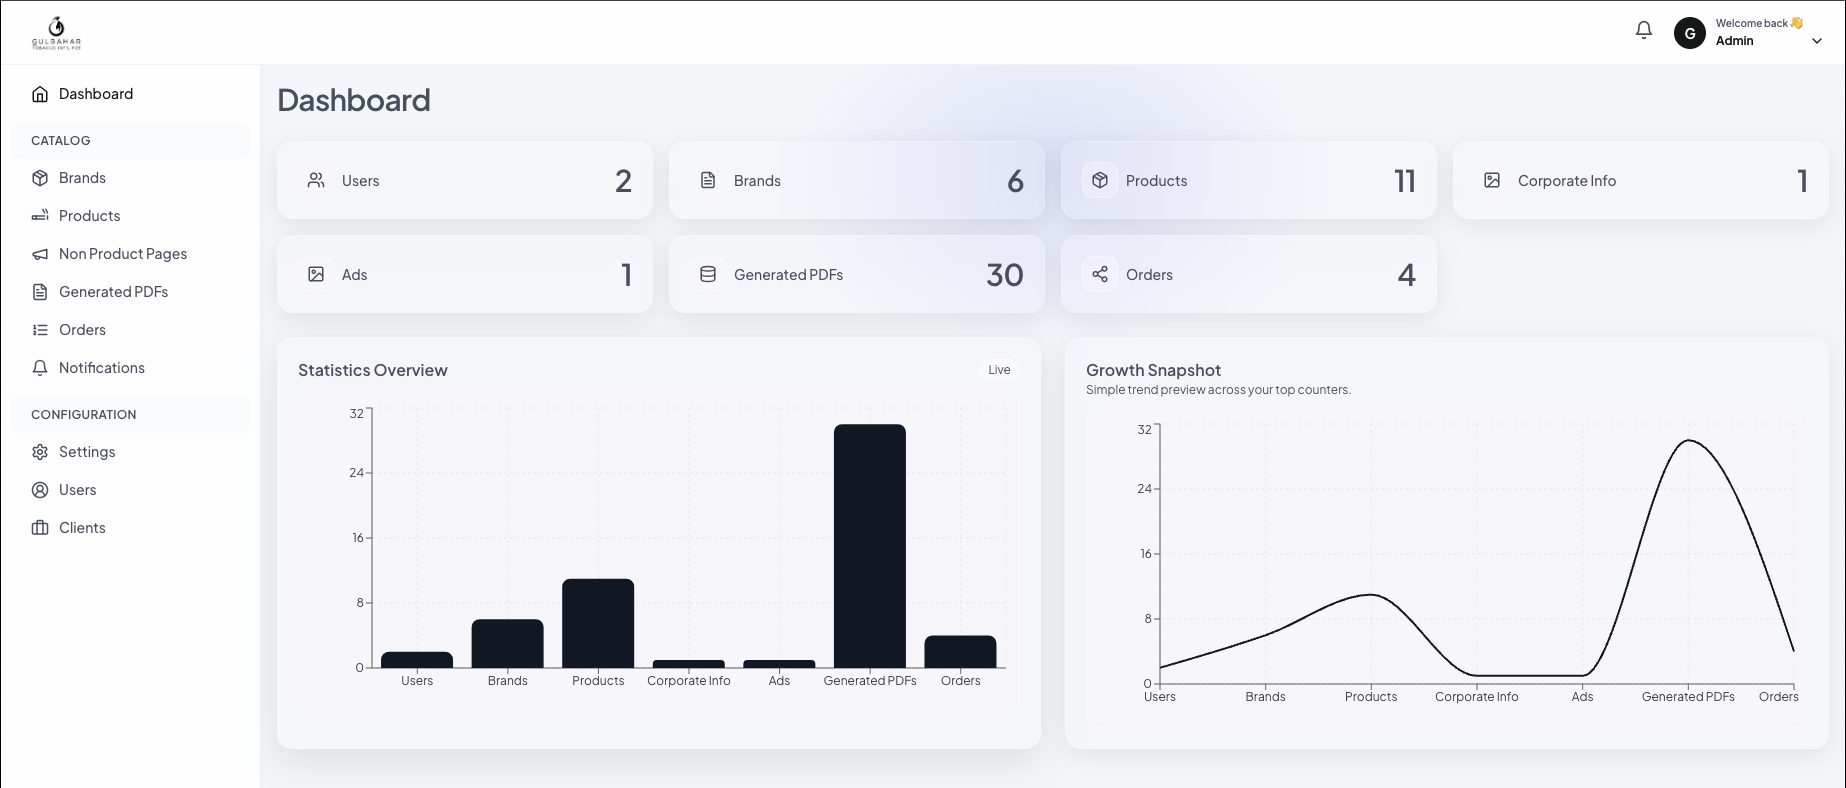 GULBAHAR
TOBACCO INT'L FZE
Welcome back 👋
G
Admin
Dashboard
CATALOG
Brands
Products
Non Product Pages
Generated PDFs
Orders
Notifications
CONFIGURATION
Settings
Users
Clients
Dashboard
Users 2
Brands 6
Products 11
Corporate Info 1
Ads 1
Generated PDFs 30
Orders 4
Statistics Overview
Live
32
24
16
8
0
Users Brands Products Corporate Info Ads Generated PDFs Orders
Growth Snapshot
Simple trend preview across your top counters.
32
24
16
8
0
Users Brands Products Corporate Info Ads Generated PDFs Orders